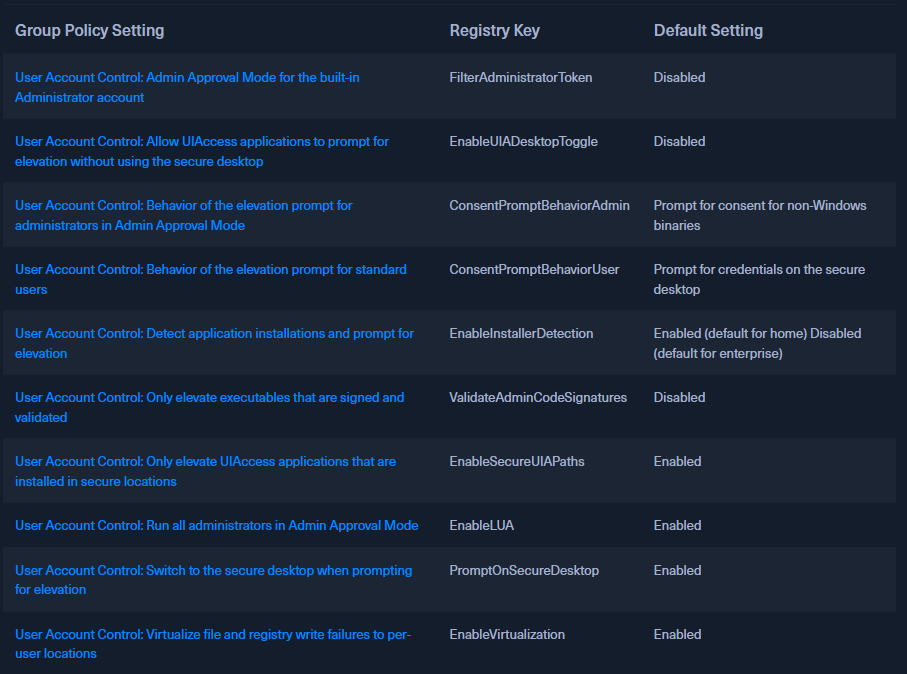 Group Policy Setting Registry Key Default Setting
User Account Control: Admin Approval Mode for the built-in FilterAdministratorToken Disabled
Administrator account
User Account Control: Allow UIAccess applications to prompt for EnableUIADesktopToggle Disabled
elevation without using the secure desktop
User Account Control: Behavior of the elevation prompt for ConsentPromptBehaviorAdmin Prompt for consent for non-Windows
administrators in Admin Approval Mode binaries
User Account Control: Behavior of the elevation prompt for standard ConsentPromptBehaviorUser Prompt for credentials on the secure
users desktop
User Account Control: Detect application installations and prompt for EnableInstallerDetection Enabled (default for home) Disabled
elevation (default for enterprise)
User Account Control: Only elevate executables that are signed and ValidateAdminCodeSignatures Disabled
validated
User Account Control: Only elevate UIAccess applications that are EnableSecureUIAPaths Enabled
installed in secure locations
User Account Control: Run all administrators in Admin Approval Mode EnableLUA Enabled
User Account Control: Switch to the secure desktop when prompting PromptOnSecureDesktop Enabled
for elevation
User Account Control: Virtualize file and registry write failures to per- EnableVirtualization Enabled
user locations